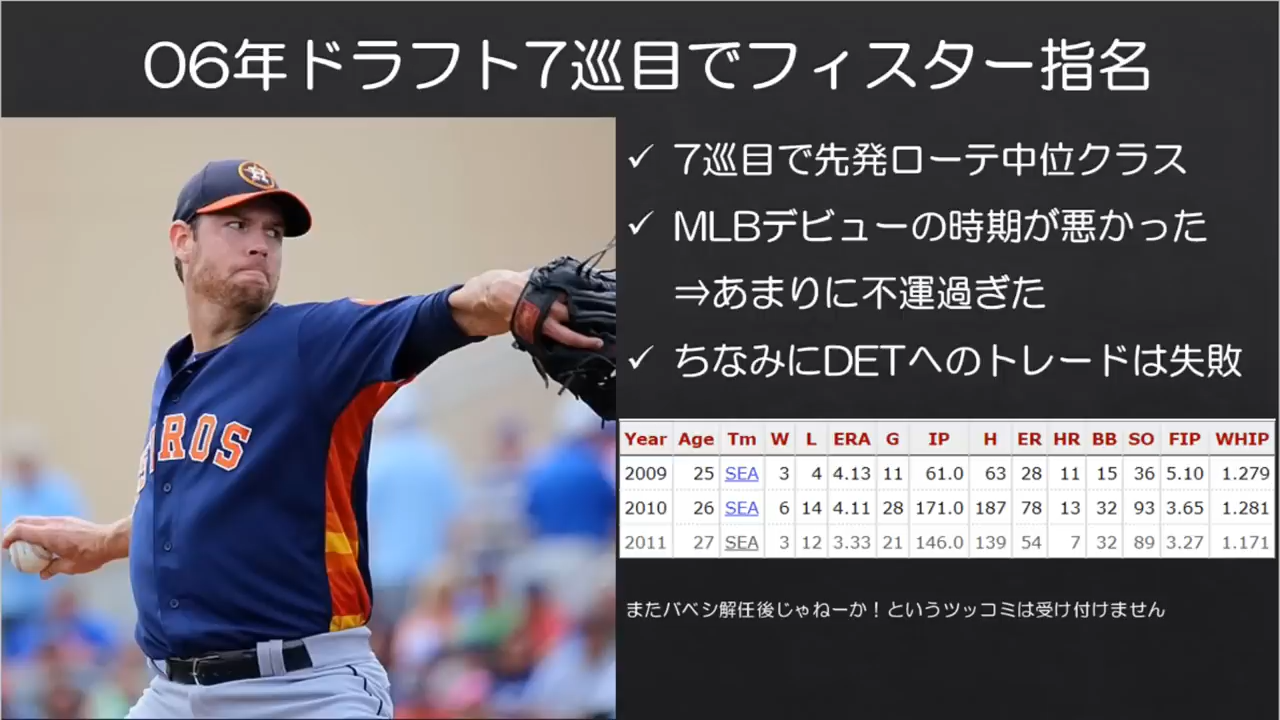 06年ドラフト7巡目でフィスター指名
✓ 7巡目で先発ローテ中位クラス
✓ MLBデビューの時期が悪かった
⇒あまりに不運過ぎた
✓ ちなみにDETへのトレードは失敗
Year Age Tm W L ERA G IP H ER HR BB SO FIP WHIP
2009 25 SEA 3 4 4.13 11 61.0 63 28 11 15 36 5.10 1.279
2010 26 SEA 6 14 4.11 28 171.0 187 78 13 32 93 3.65 1.281
2011 27 SEA 3 12 3.33 21 146.0 139 54 7 32 89 3.27 1.171
またバベシ解任後じゃねーか！というツッコミは受け付けません
TROS